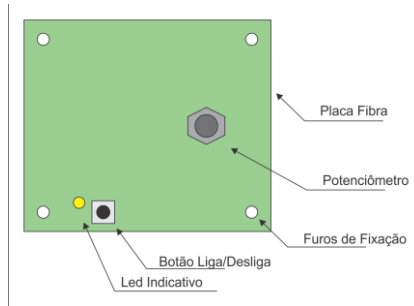 Placa Fibra
Potenciômetro
Furos de Fixação
Botão Liga/Desliga
Led Indicativo